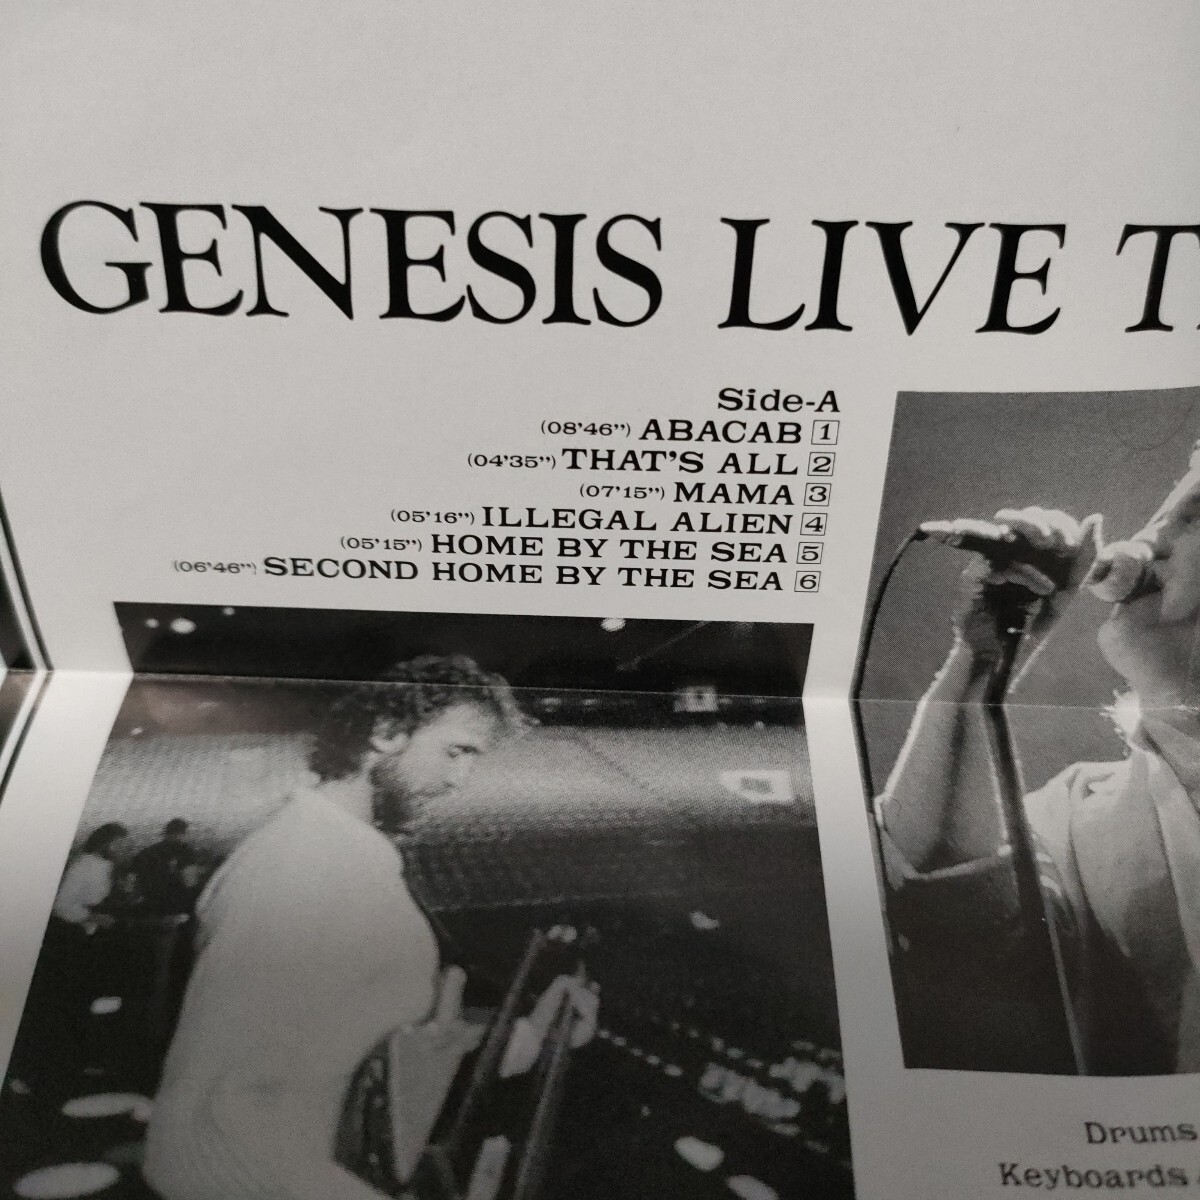 GENESIS LIVE
Side-A
(08'46") ABACAB 1
(04'35") THAT'S ALL 2
(07'15") MAMA 3
(05'16") ILLEGAL ALIEN 4
(05'15") HOME BY THE SEA 5
(06'46") SECOND HOME BY THE SEA 6
Drums
Keyboards